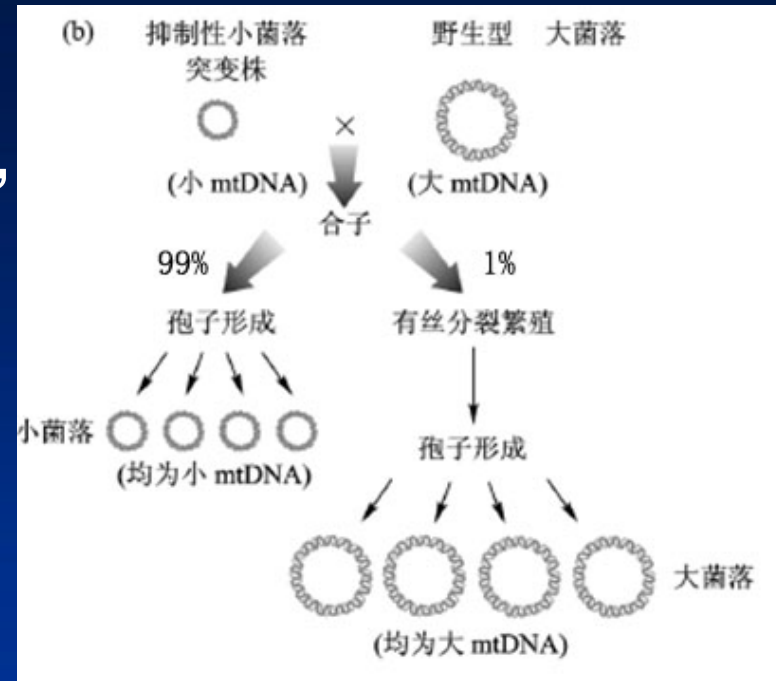 (b) 抑制性小菌落 野生型 大菌落
突变株
,
×
(小 mtDNA) (大 mtDNA)
合子
99% 1%
孢子形成 有丝分裂繁殖
小菌落
孢子形成
(均为小 mtDNA)
大菌落
(均为大 mtDNA)